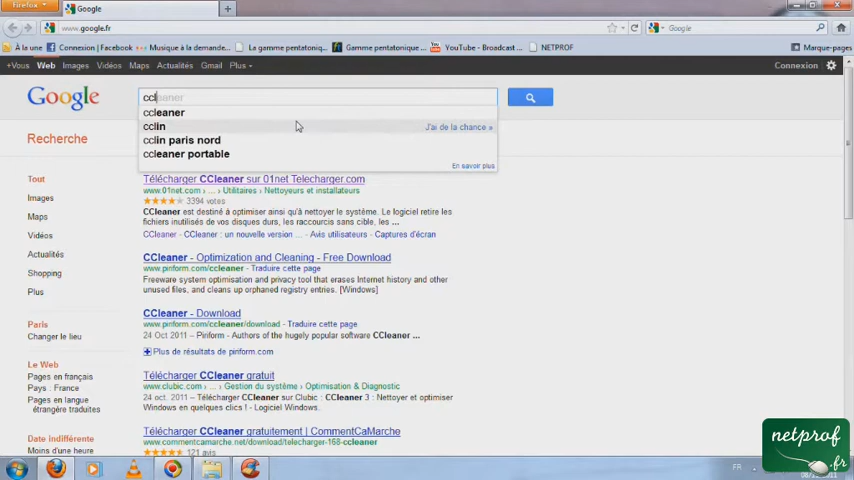 Firefox
Google
www.google.fr
Google
À la une
Connexion | Facebook
Musique à la demande...
La gamme pentatoniqu...
Gamme pentatonique ...
YouTube - Broadcast ...
NETPROF
Marque-pages
+Vous Web Images Vidéos Maps Actualités Gmail Plus
Connexion
Google
ccleaner
ccleaner
cclin
J'ai de la chance »
cclin paris nord
ccleaner portable
En savoir plus
Recherche
Tout
Images
Maps
Vidéos
Actualités
Shopping
Plus
Paris
Changer le lieu
Le Web
Pages en français
Pays : France
Pages en langue
étrangère traduites
Date indifférente
Moins d'une heure
Télécharger CCleaner sur 01net Telecharger.com
www.01net.com › ... › Utilitaires › Nettoyeurs et installateurs
3394 votes
CCleaner est destiné à optimiser ainsi qu'à nettoyer le système. Le logiciel retire les
fichiers inutilisés de vos disques durs, les raccourcis sans cible, les ...
CCleaner - CCleaner : un nouvelle version ... - Avis utilisateurs - Captures d'écran
CCleaner - Optimization and Cleaning - Free Download
www.piriform.com/ccleaner - Traduire cette page
Freeware system optimisation and privacy tool that erases Internet history and other
unused files, and cleans up orphaned registry entries. [Windows]
CCleaner - Download
www.piriform.com/ccleaner/download - Traduire cette page
24 Oct 2011 – Piriform - Authors of the hugely popular software CCleaner ...
Plus de résultats de piriform.com
Télécharger CCleaner gratuit
www.clubic.com › ... › Gestion du système › Optimisation & Diagnostic
24 oct. 2011 – Télécharger CCleaner sur Clubic : CCleaner 3 : Nettoyer et optimiser
Windows en quelques clics ! - Logiciel Windows.
Télécharger CCleaner gratuitement | CommentCaMarche
www.commentcamarche.net/download/telecharger-168-ccleaner
FR
netprof
.fr